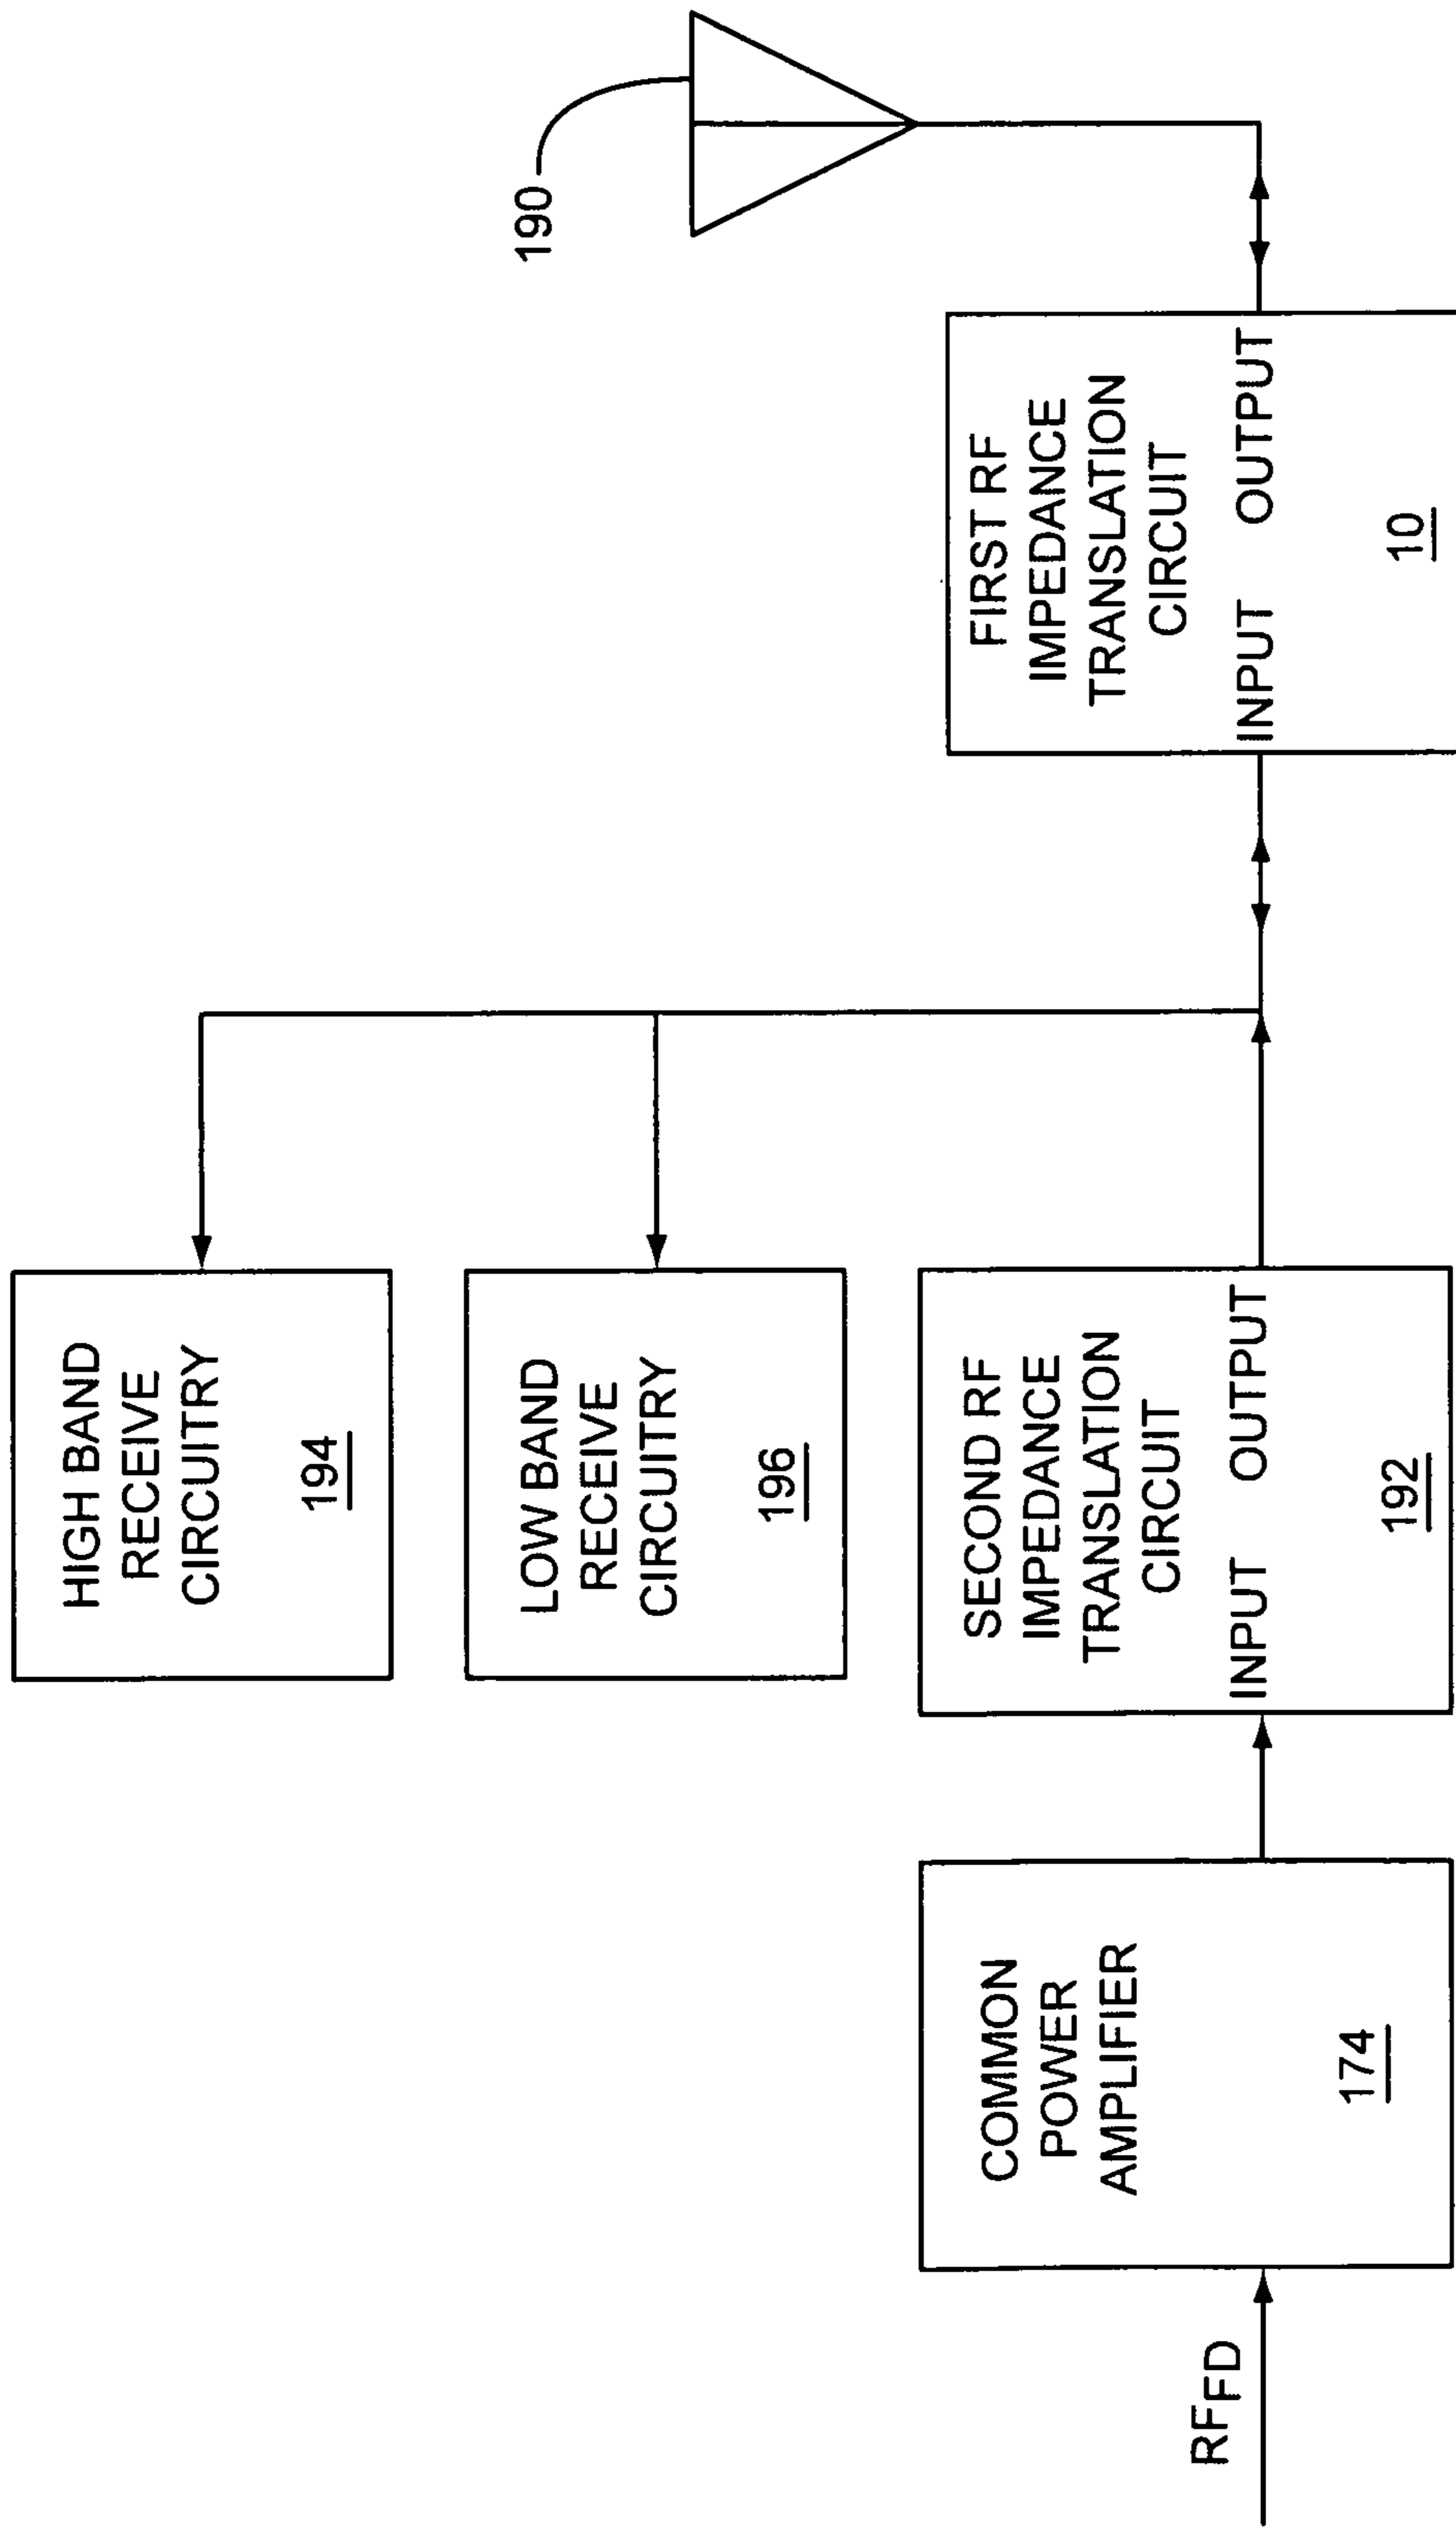 HIGH BAND
RECEIVE
CIRCUITRY
194
LOW BAND
RECEIVE
CIRCUITRY
196
190
RF_FD
COMMON
POWER
AMPLIFIER
174
SECOND RF
IMPEDANCE
TRANSLATION
CIRCUIT
INPUT OUTPUT
192
FIRST RF
IMPEDANCE
TRANSLATION
CIRCUIT
INPUT OUTPUT
10